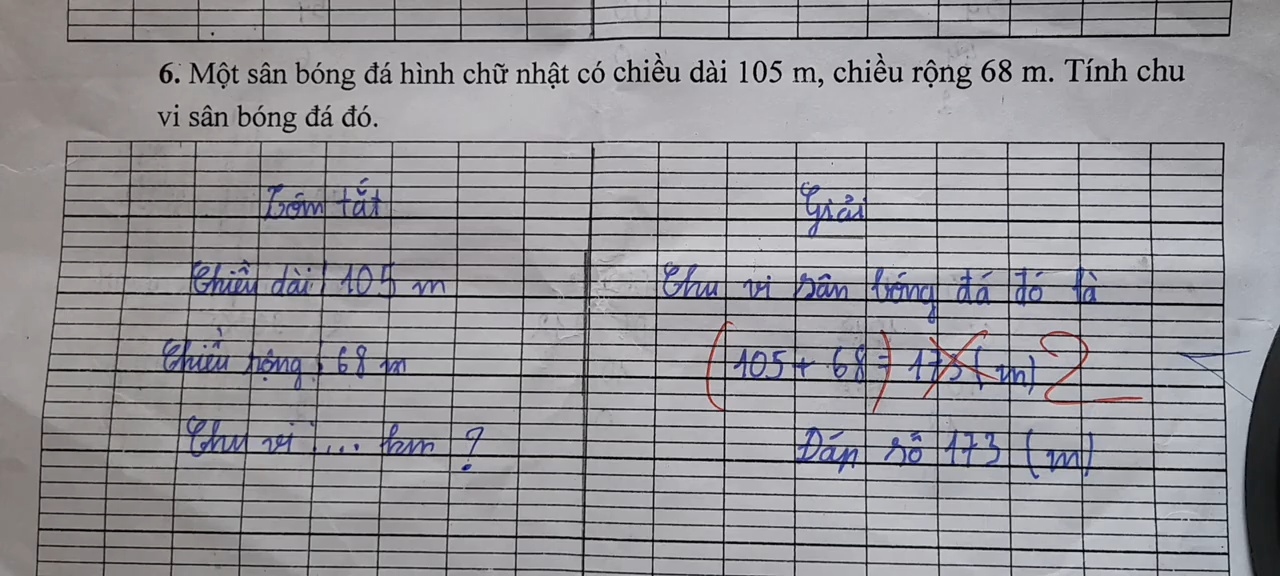 6. Một sân bóng đá hình chữ nhật có chiều dài 105 m, chiều rộng 68 m. Tính chu
vi sân bóng đá đó.
Tóm tắt
Chiều dài: 105 m
Chiều rộng: 68 m
Chu vi: ... km ?
Giải
Chu vi sân bóng đá đó là
(105 + 68) = 173 (m) 2
Đáp số 173 (m)